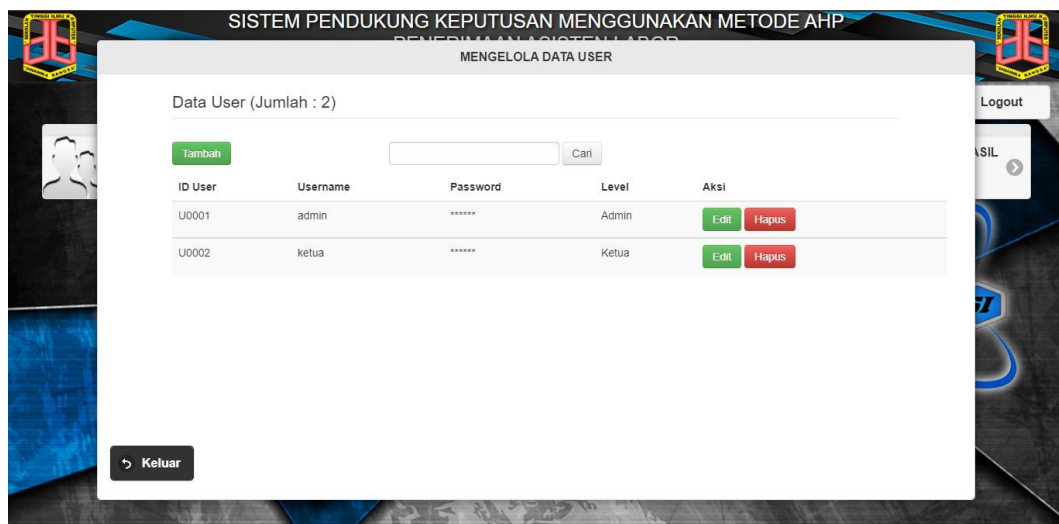 SISTEM PENDUKUNG KEPUTUSAN MENGGUNAKAN METODE AHP
MENGELOLA DATA USER
Logout
Data User (Jumlah : 2)
Tambah
Cari
ASIL
ID User Username Password Level Aksi
U0001 admin ****** Admin Edit Hapus
U0002 ketua ****** Ketua Edit Hapus
Keluar